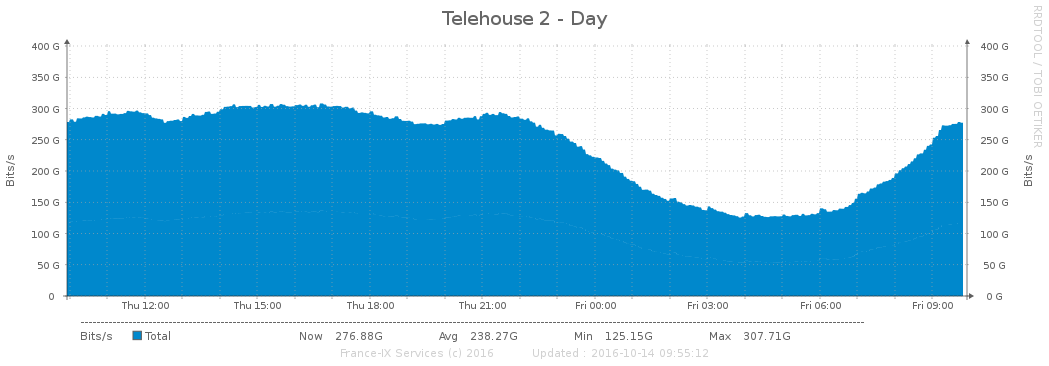 Telehouse 2 - Day
RRDTOOL / TOBI OETIKER
400 G 400 G
350 G 350 G
300 G 300 G
250 G 250 G
200 G 200 G
150 G 150 G
100 G 100 G
50 G 50 G
0 0 G
Bits/s Bits/s
Thu 12:00 Thu 15:00 Thu 18:00 Thu 21:00 Fri 00:00 Fri 03:00 Fri 06:00 Fri 09:00
Bits/s Total Now 276.88G Avg 238.27G Min 125.15G Max 307.71G
France-IX Services (c) 2016 Updated : 2016-10-14 09:55:12